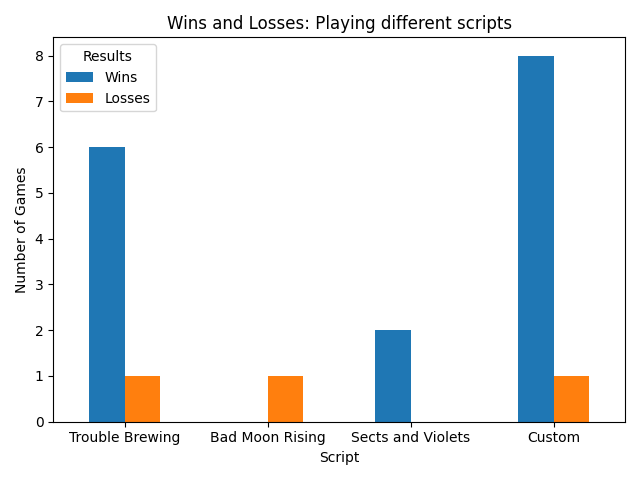 Wins and Losses: Playing different scripts
Results
Wins
Losses
Number of Games
8
7
6
5
4
3
2
1
0
Trouble Brewing
Bad Moon Rising
Sects and Violets
Custom
Script